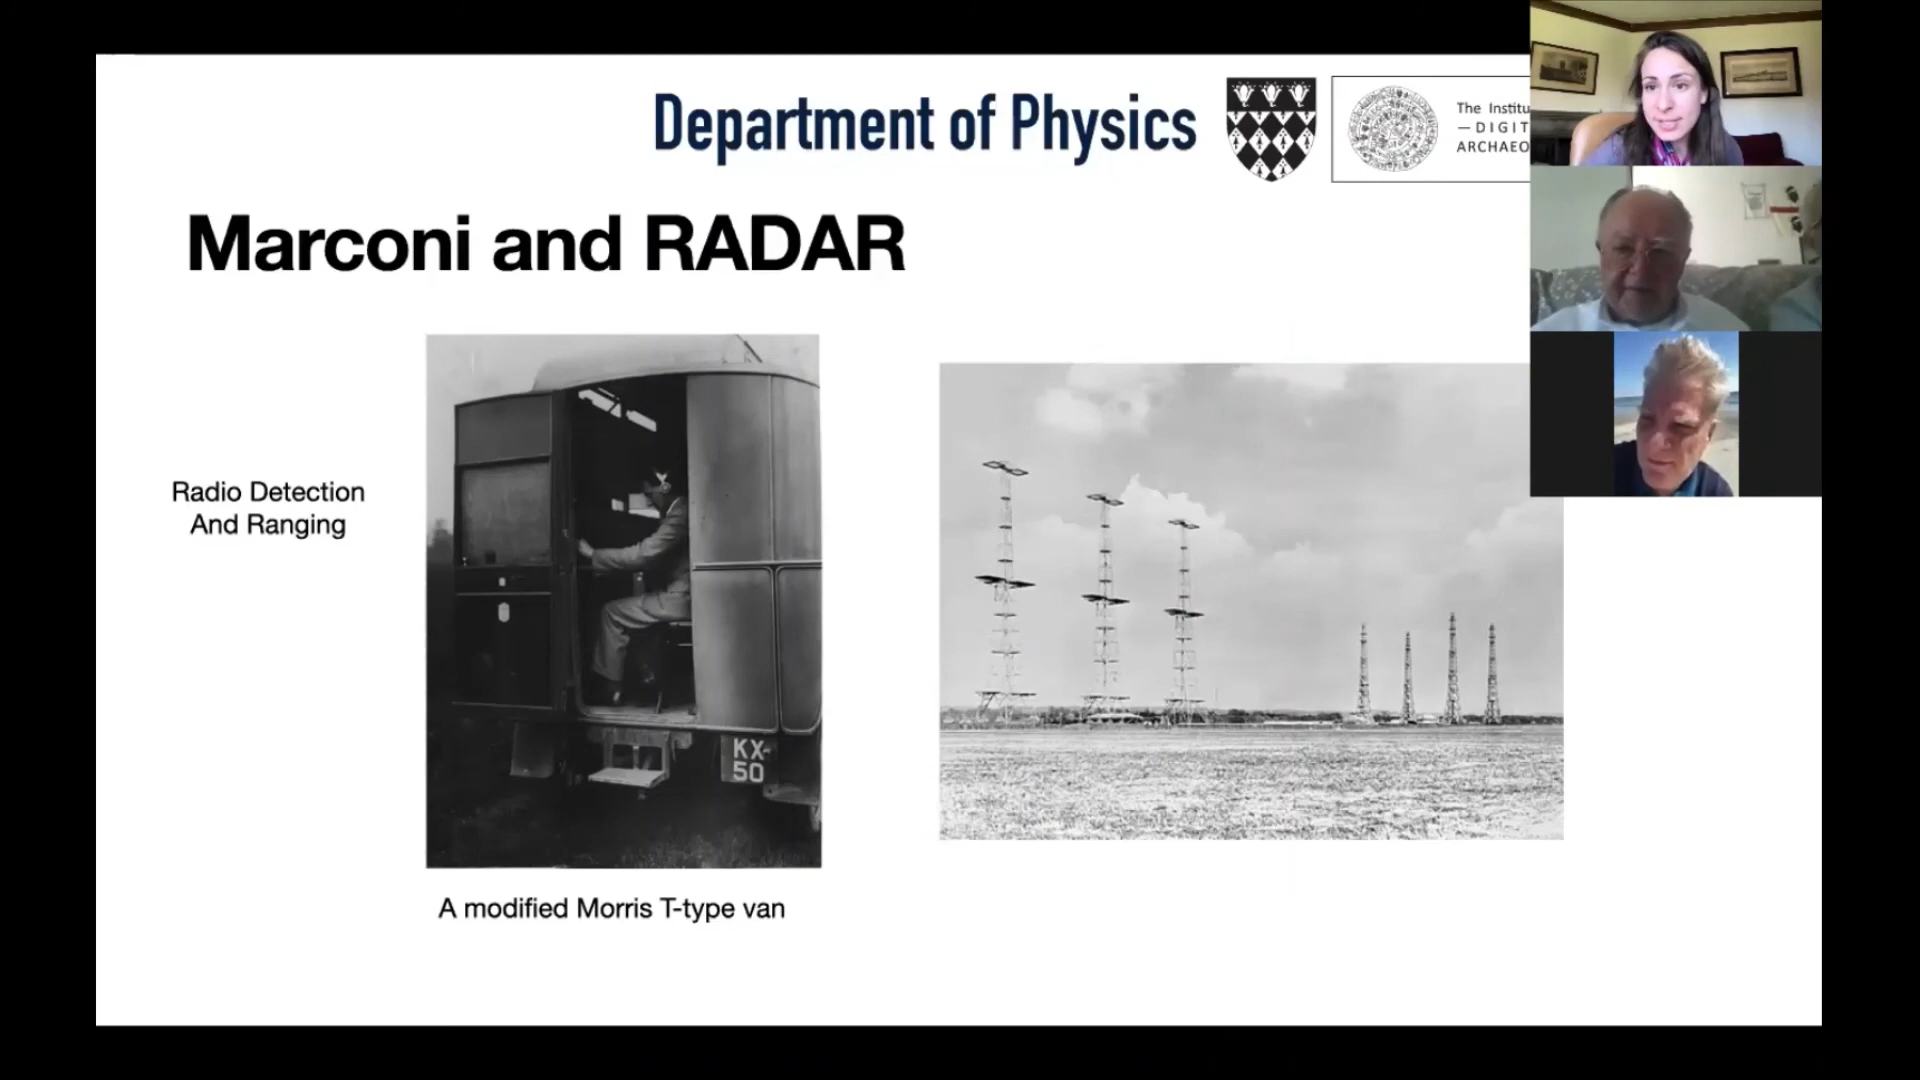 Department of Physics
The Institu
—DIGIT
ARCHAEO
Marconi and RADAR
Radio Detection
And Ranging
KX
50
A modified Morris T-type van